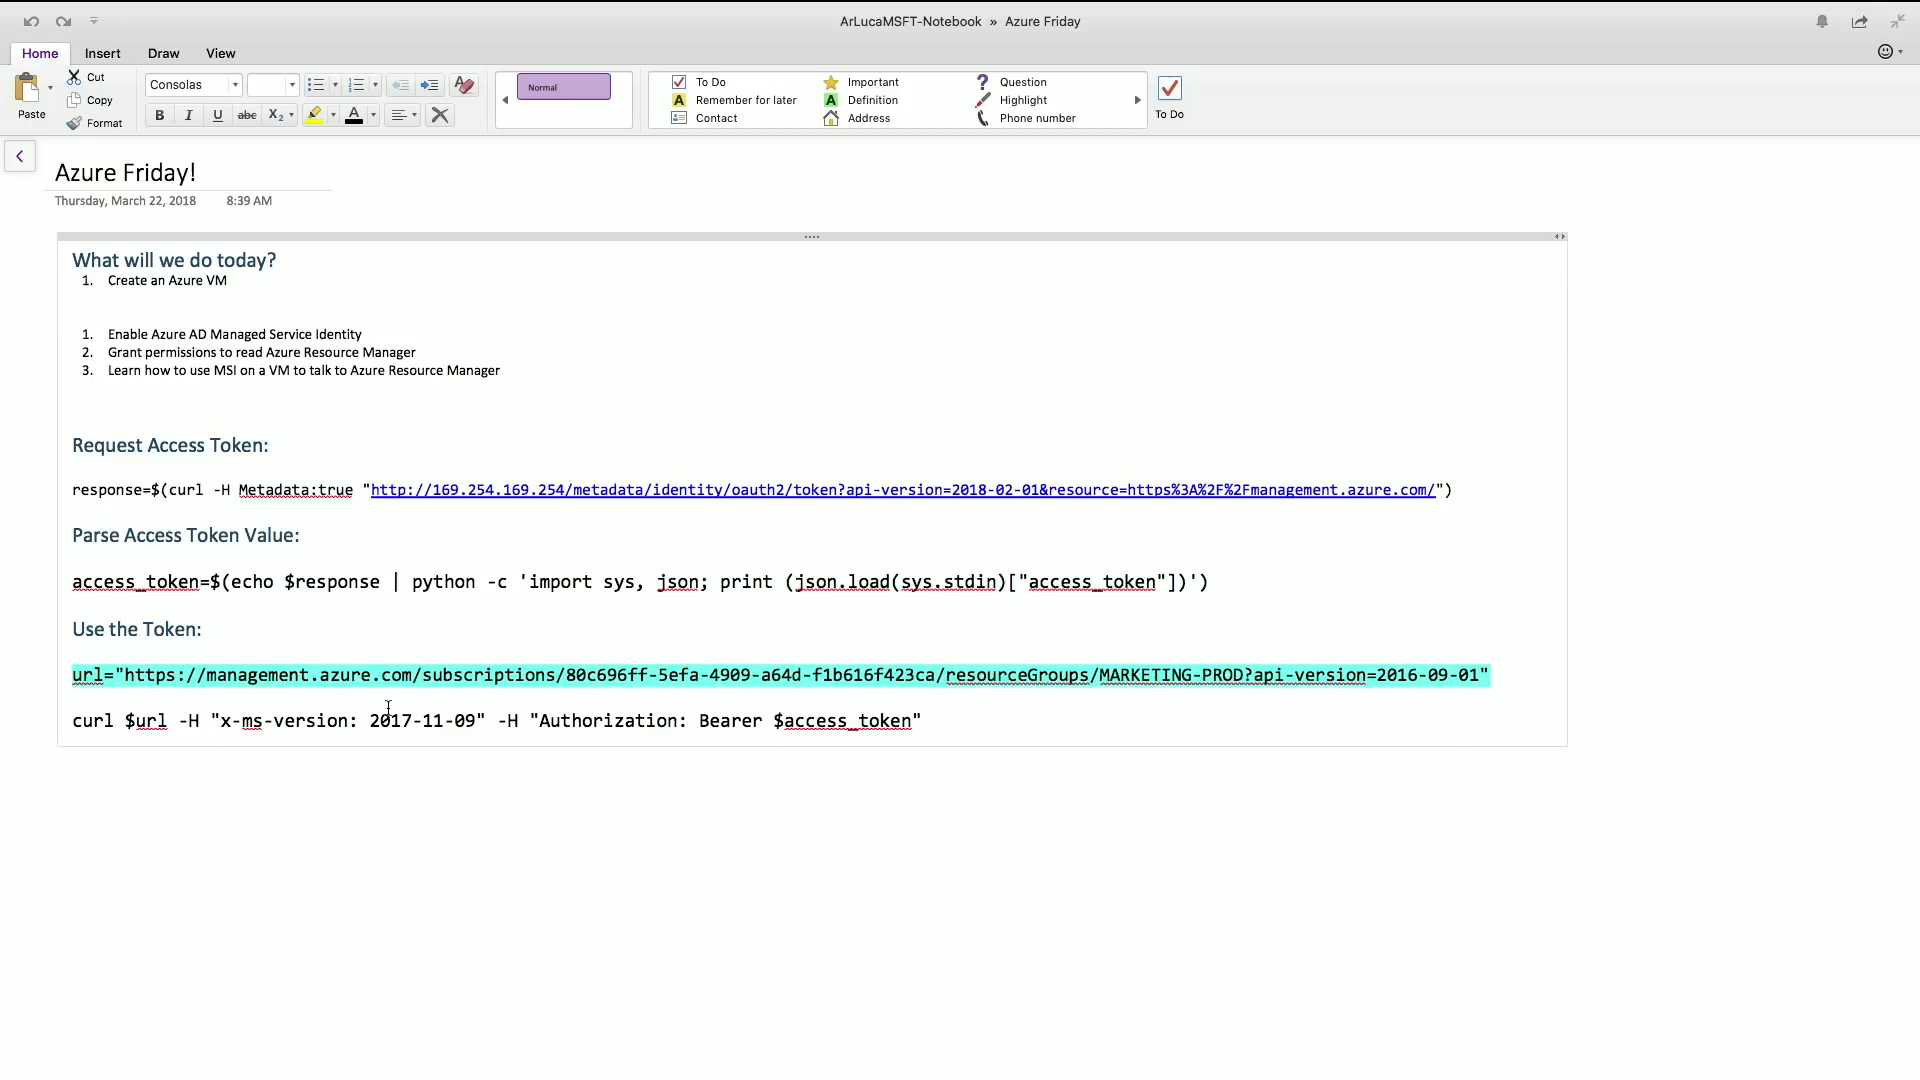 ArLucaMSFT-Notebook » Azure Friday
Home Insert Draw View
Paste
Cut
Copy
Format
Consolas
B I U abc X₂ A
Normal
To Do Important Question
Remember for later Definition Highlight
Contact Address Phone number
To Do
Azure Friday!
Thursday, March 22, 2018 8:39 AM
What will we do today?
1. Create an Azure VM
1. Enable Azure AD Managed Service Identity
2. Grant permissions to read Azure Resource Manager
3. Learn how to use MSI on a VM to talk to Azure Resource Manager
Request Access Token:
response=$(curl -H Metadata:true "http://169.254.169.254/metadata/identity/oauth2/token?api-version=2018-02-01&resource=https%3A%2F%2Fmanagement.azure.com/")
Parse Access Token Value:
access_token=$(echo $response | python -c 'import sys, json; print (json.load(sys.stdin)["access_token"])')
Use the Token:
url="https://management.azure.com/subscriptions/80c696ff-5efa-4909-a64d-f1b616f423ca/resourceGroups/MARKETING-PROD?api-version=2016-09-01"
curl $url -H "x-ms-version: 2017-11-09" -H "Authorization: Bearer $access_token"